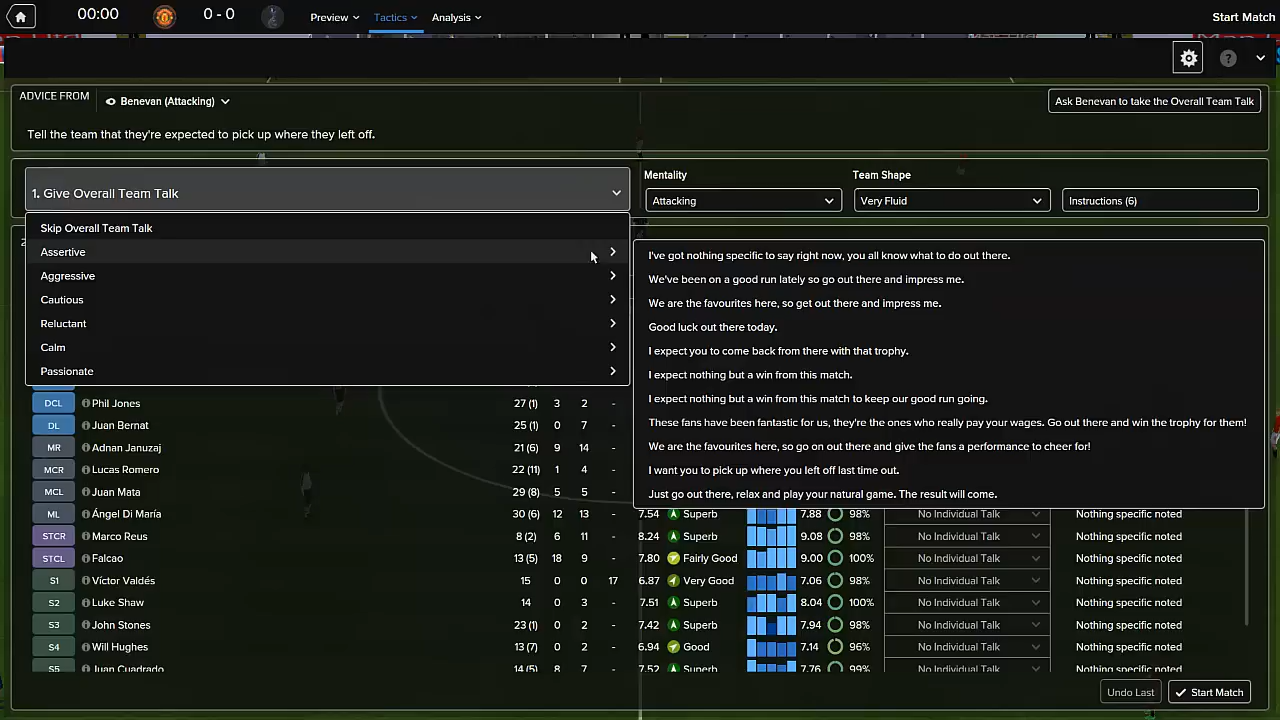 00:00
0 - 0
Preview
Tactics
Analysis
Start Match
ADVICE FROM
Benevan (Attacking)
Ask Benevan to take the Overall Team Talk
Tell the team that they're expected to pick up where they left off.
1. Give Overall Team Talk
Mentality
Team Shape
Attacking
Very Fluid
Instructions (6)
Skip Overall Team Talk
Assertive
Aggressive
Cautious
Reluctant
Calm
Passionate
I've got nothing specific to say right now, you all know what to do out there.
We've been on a good run lately so go out there and impress me.
We are the favourites here, so get out there and impress me.
Good luck out there today.
I expect you to come back from there with that trophy.
I expect nothing but a win from this match.
I expect nothing but a win from this match to keep our good run going.
These fans have been fantastic for us, they're the ones who really pay your wages. Go out there and win the trophy for them!
We are the favourites here, so go on out there and give the fans a performance to cheer for!
I want you to pick up where you left off last time out.
Just go out there, relax and play your natural game. The result will come.
DCL Phil Jones 27 (1) 3 2 -
DL Juan Bernat 25 (1) 0 7 -
MR Adnan Januzaj 21 (6) 9 14 -
MCR Lucas Romero 22 (11) 1 4 -
MCL Juan Mata 29 (8) 5 5 -
ML Ángel Di María 30 (6) 12 13 - 7.54 Superb 7.88 98% No Individual Talk Nothing specific noted
STCR Marco Reus 8 (2) 6 11 - 8.24 Superb 9.08 98% No Individual Talk Nothing specific noted
STCL Falcao 13 (5) 18 9 - 7.80 Fairly Good 9.00 100% No Individual Talk Nothing specific noted
S1 Víctor Valdés 15 0 0 17 6.87 Very Good 7.06 98% No Individual Talk Nothing specific noted
S2 Luke Shaw 14 0 3 - 7.51 Superb 8.04 100% No Individual Talk Nothing specific noted
S3 John Stones 23 (1) 0 2 - 7.42 Superb 7.94 98% No Individual Talk Nothing specific noted
S4 Will Hughes 13 (7) 0 2 - 6.94 Good 7.14 96% No Individual Talk Nothing specific noted
S5 Juan Cuadrado 14 (5) 8 7 - 7.52 Superb 7.76 99% No Individual Talk Nothing specific noted
Undo Last
Start Match